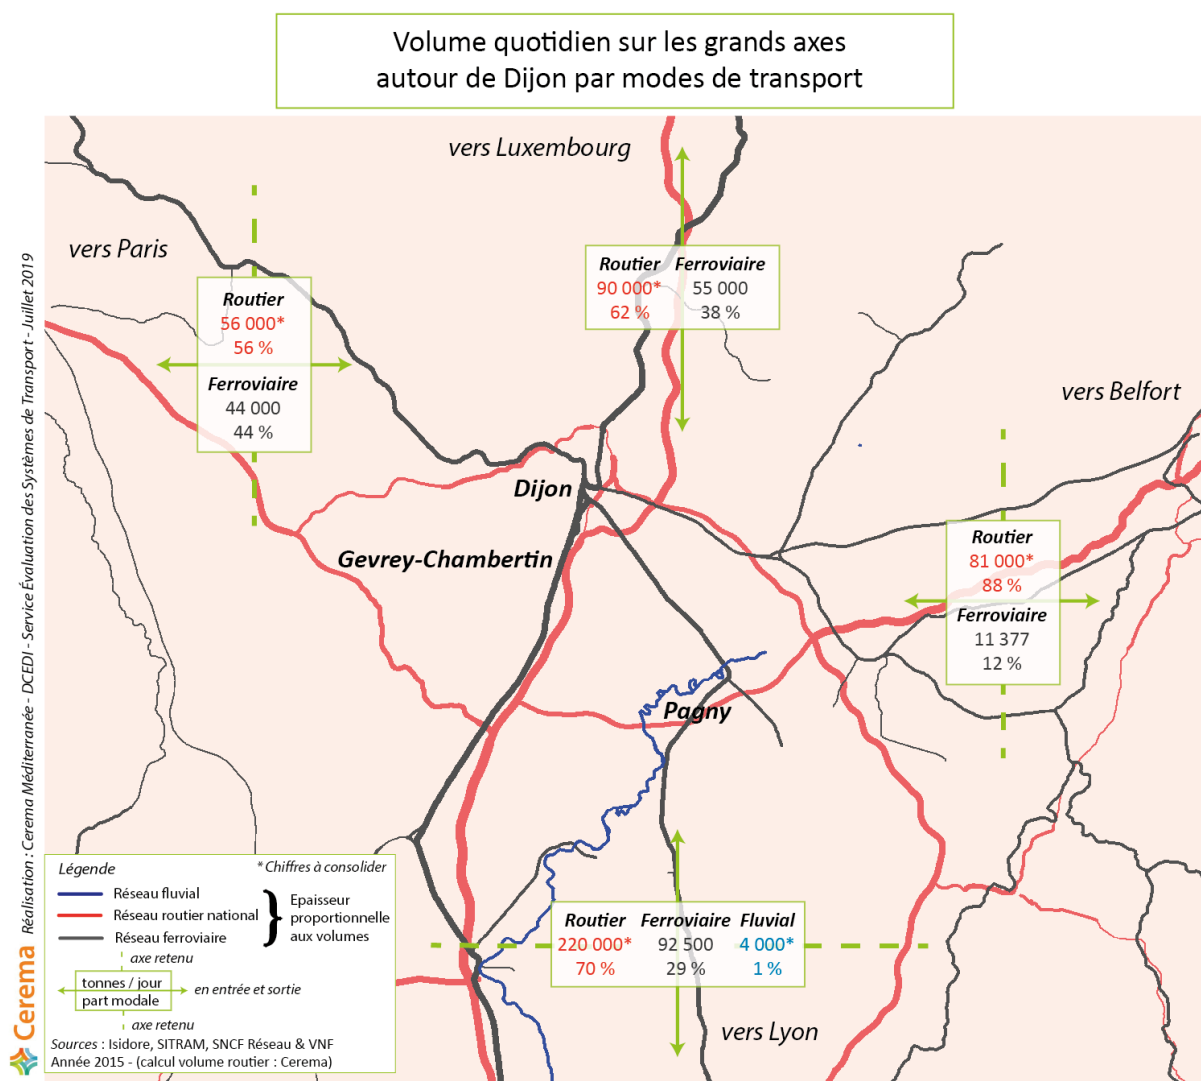 Volume quotidien sur les grands axes
autour de Dijon par modes de transport
vers Luxembourg
vers Paris
Routier
56 000*
56 %
Ferroviaire
44 000
44 %
Routier Ferroviaire
90 000* 55 000
62 % 38 %
vers Belfort
Dijon
Gevrey-Chambertin
Routier
81 000*
88 %
Ferroviaire
11 377
12 %
Pagny
Routier Ferroviaire Fluvial
220 000* 92 500 4 000*
70 % 29 % 1 %
vers Lyon
Légende
* Chiffres à consolider
Réseau fluvial
Réseau routier national
Réseau ferroviaire
Epaisseur
proportionnelle
aux volumes
axe retenu
tonnes / jour
part modale
en entrée et sortie
axe retenu
Sources : Isidore, SITRAM, SNCF Réseau & VNF
Année 2015 - (calcul volume routier : Cerema)
Cerema
Réalisation : Cerema Méditerranée - DCEDI - Service Évaluation des Systèmes de Transport - Juillet 2019